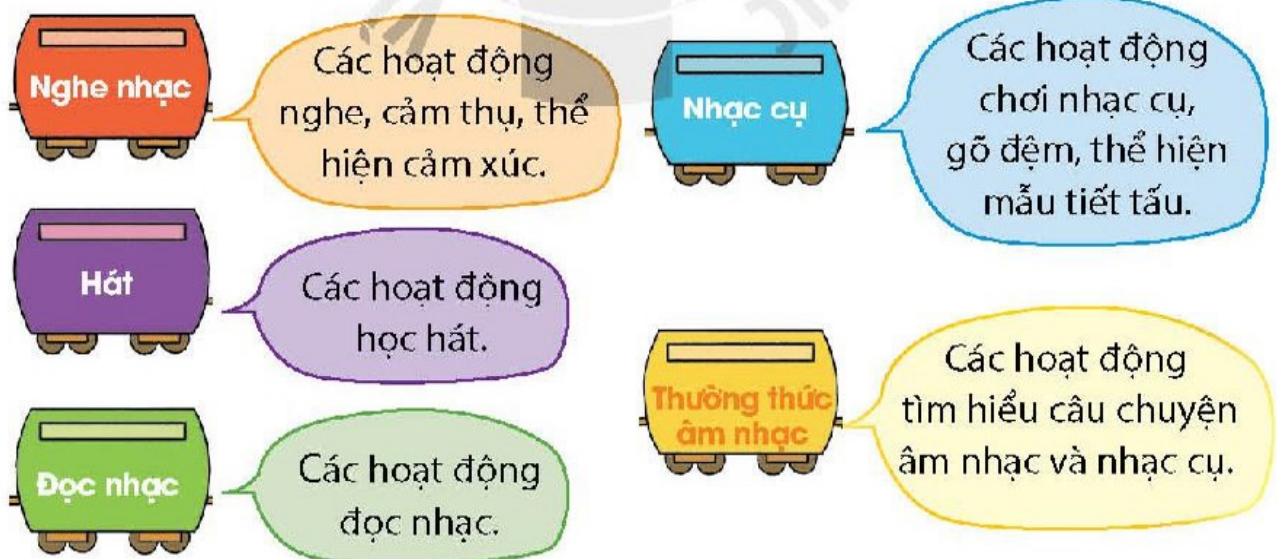 Nghe nhạc
Các hoạt động
nghe, cảm thụ, thể
hiện cảm xúc.
Hát
Các hoạt động
học hát.
Đọc nhạc
Các hoạt động
đọc nhạc.
Nhạc cụ
Các hoạt động
chơi nhạc cụ,
gõ đệm, thể hiện
mẫu tiết tấu.
Thường thức
âm nhạc
Các hoạt động
tìm hiểu câu chuyện
âm nhạc và nhạc cụ.